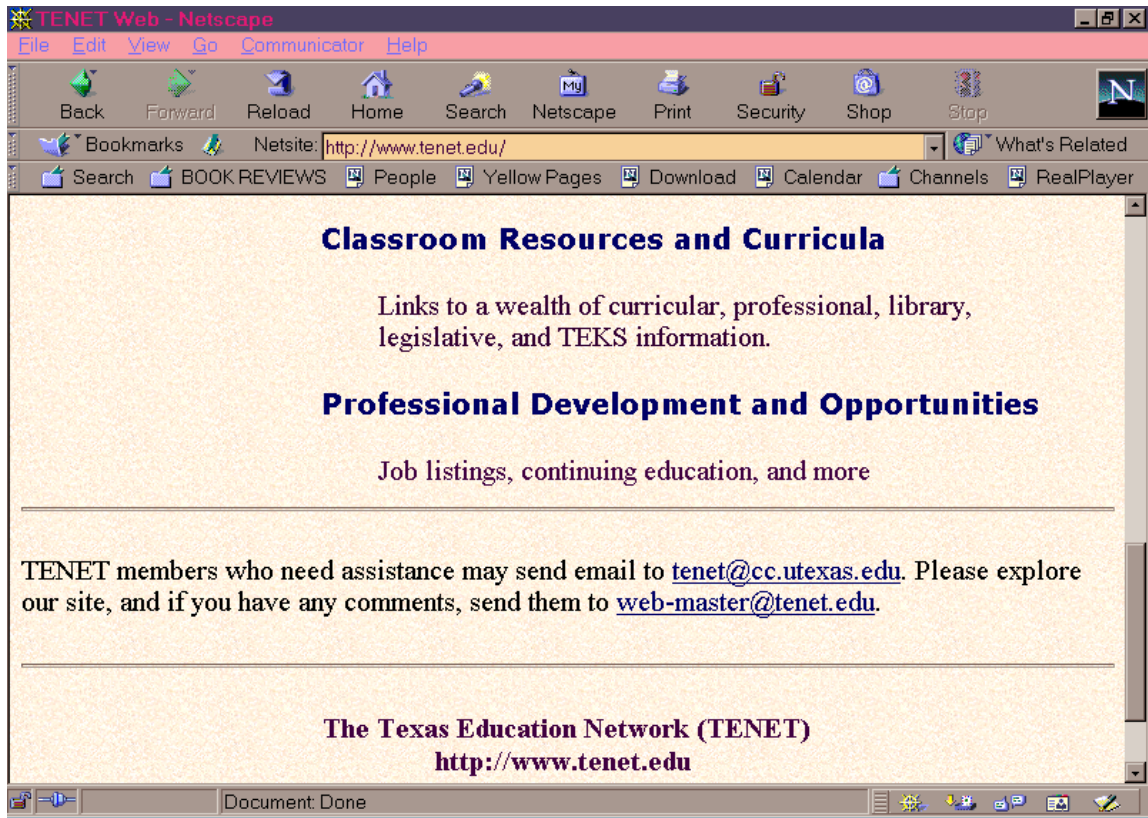 TENET Web - Netscape
File Edit View Go Communicator Help
Back Forward Reload Home Search Netscape Print Security Shop Stop
My
N
Bookmarks Netsite: http://www.tenet.edu/ What's Related
Search BOOK REVIEWS People Yellow Pages Download Calendar Channels RealPlayer
Classroom Resources and Curricula
Links to a wealth of curricular, professional, library,
legislative, and TEKS information.
Professional Development and Opportunities
Job listings, continuing education, and more
TENET members who need assistance may send email to tenet@cc.utexas.edu. Please explore
our site, and if you have any comments, send them to web-master@tenet.edu.
The Texas Education Network (TENET)
http://www.tenet.edu
Document: Done